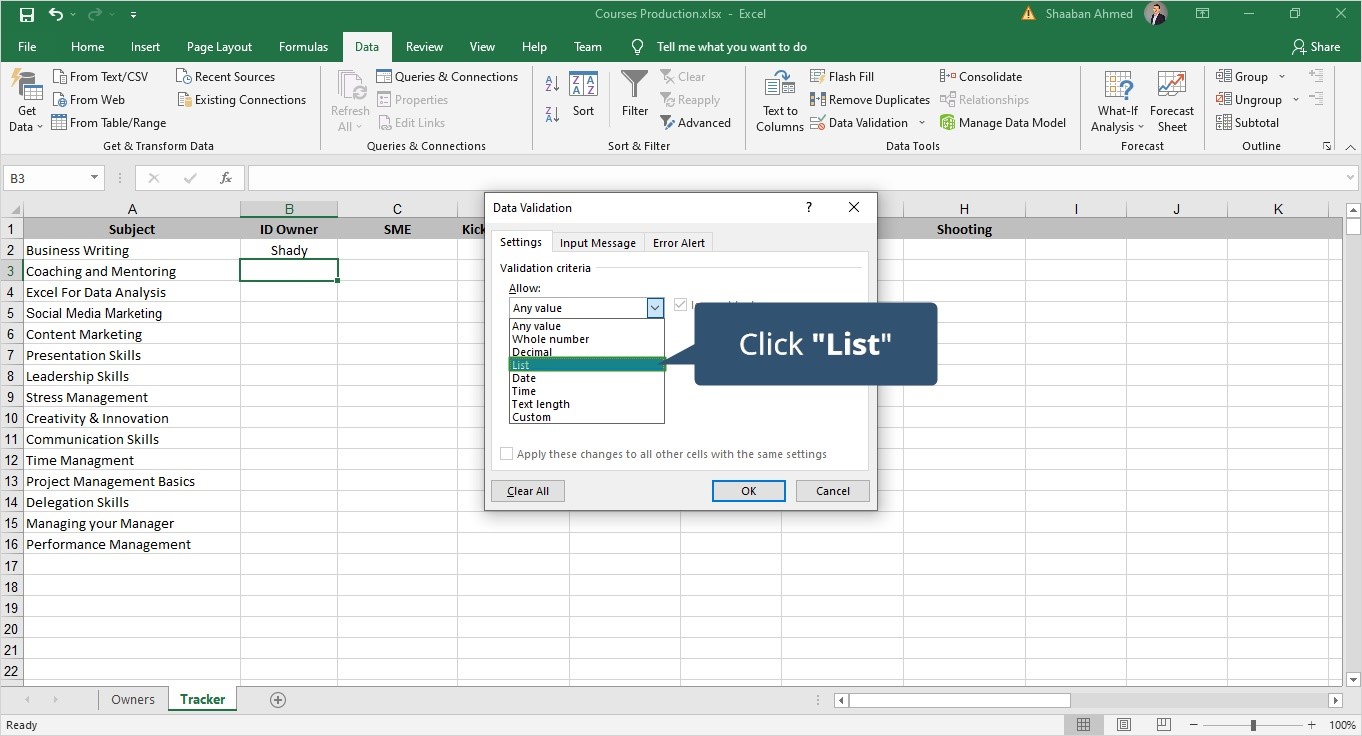 Courses Production.xlsx - Excel
Shaaban Ahmed
File Home Insert Page Layout Formulas Data Review View Help Team Tell me what you want to do Share
Get Data
From Text/CSV
From Web
From Table/Range
Recent Sources
Existing Connections
Get & Transform Data
Refresh All
Queries & Connections
Properties
Edit Links
Queries & Connections
Sort
Filter
Clear
Reapply
Advanced
Sort & Filter
Text to Columns
Flash Fill
Remove Duplicates
Data Validation
Consolidate
Relationships
Manage Data Model
Data Tools
What-If Analysis
Forecast Sheet
Forecast
Group
Ungroup
Subtotal
Outline
B3
fx
A B C H I J K
1 Subject ID Owner SME Kick Shooting
2 Business Writing Shady
3 Coaching and Mentoring
4 Excel For Data Analysis
5 Social Media Marketing
6 Content Marketing
7 Presentation Skills
8 Leadership Skills
9 Stress Management
10 Creativity & Innovation
11 Communication Skills
12 Time Managment
13 Project Management Basics
14 Delegation Skills
15 Managing your Manager
16 Performance Management
17
18
19
20
21
22
Data Validation ?
Settings Input Message Error Alert
Validation criteria
Allow:
Any value
Any value
Whole number
Decimal
List
Date
Time
Text length
Custom
Click "List"
Apply these changes to all other cells with the same settings
Clear All OK Cancel
Owners Tracker
Ready 100%